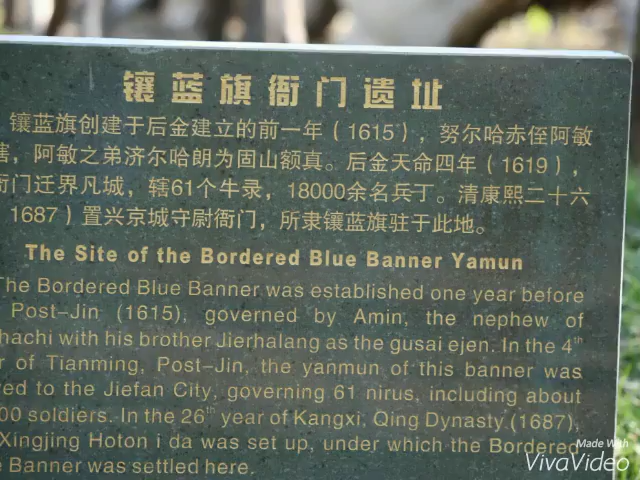 镶蓝旗衙门遗址
镶蓝旗创建于后金建立的前一年（1615），努尔哈赤侄阿敏
辖，阿敏之弟济尔哈朗为固山额真。后金天命四年（1619），
衙门迁界凡城，辖61个牛录，18000余名兵丁。清康熙二十六
1687）置兴京城守尉衙门，所隶镶蓝旗驻于此地。
The Site of the Bordered Blue Banner Yamun
The Bordered Blue Banner was established one year before
Post-Jin (1615), governed by Amin, the nephew of
hachi with his brother Jierhalang as the gusai ejen. In the 4th
r of Tianming, Post-Jin, the yanmun of this banner was
ed to the Jiefan City, governing 61 nirus, including about
00 soldiers. In the 26th year of Kangxi, Qing Dynasty (1687),
Xingjing Hoton i da was set up, under which the Bordered
e Banner was settled here.
Made With
VivaVideo